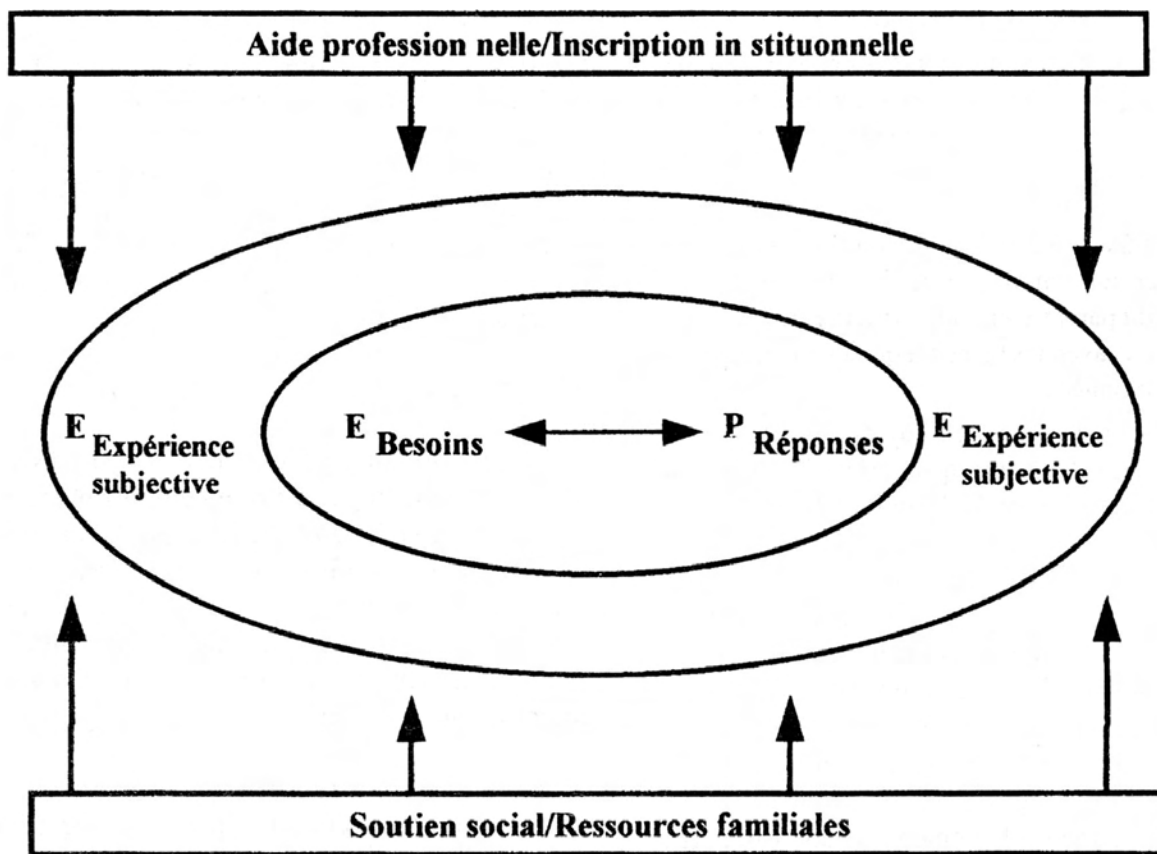 Aide profession nelle/Inscription in stituonnelle
E Expérience subjective
E Besoins
P Réponses
E Expérience subjective
Soutien social/Ressources familiales